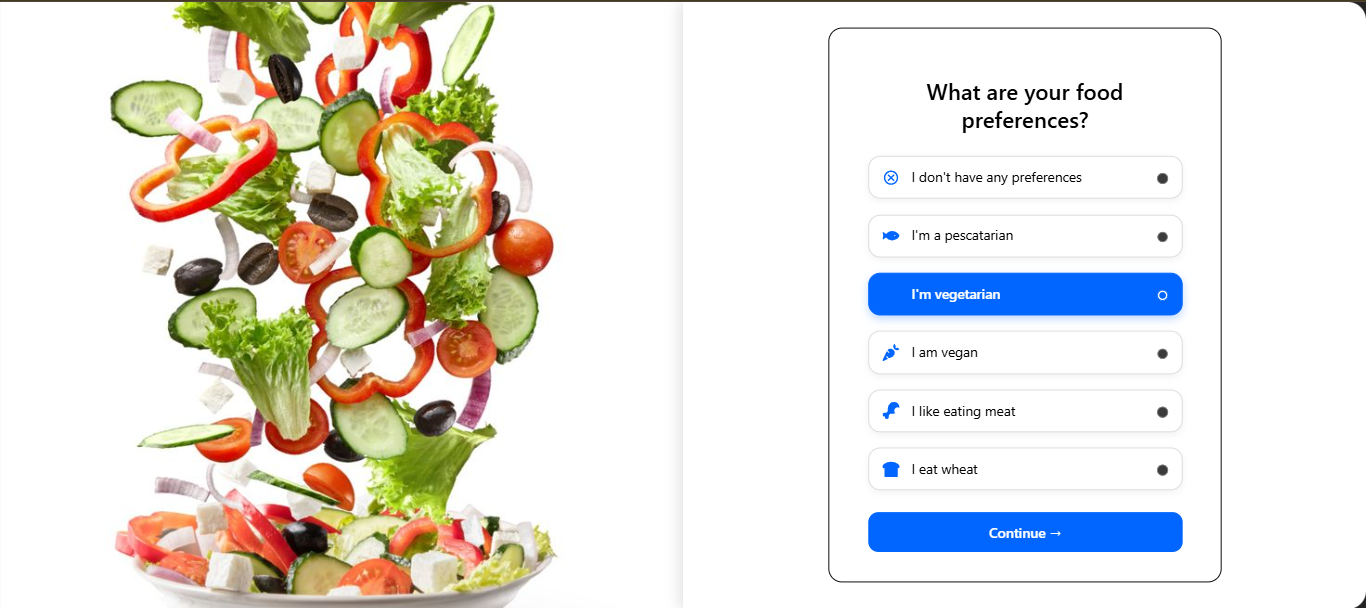 What are your food
preferences?
I don't have any preferences
I'm a pescatarian
I'm vegetarian
I am vegan
I like eating meat
I eat wheat
Continue →